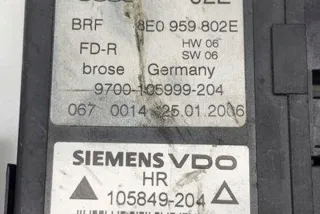 BRF 8E0 959 802E
FD-R HW 06
SW 06
brose Germany
9700-105999-204
067 0014 25.01.2006
SIEMENS VDO
HR
105849-204